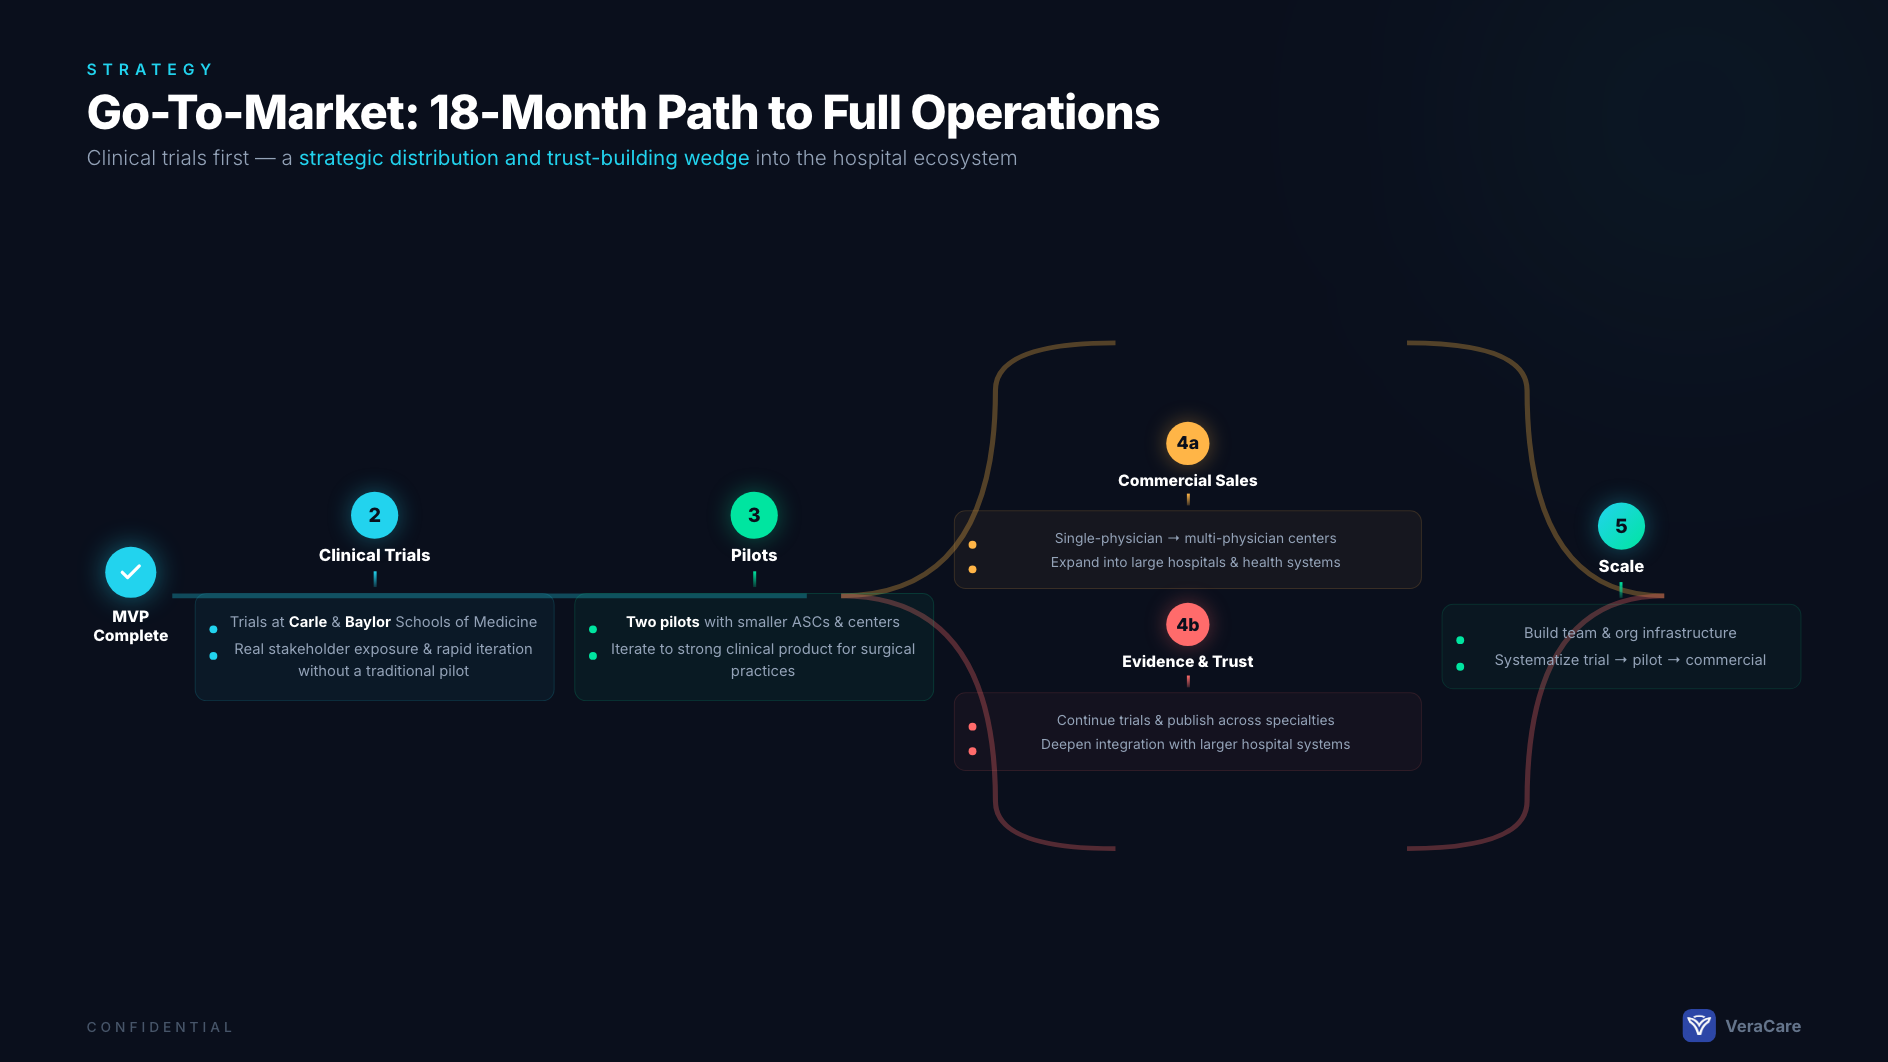 STRATEGY
Go-To-Market: 18-Month Path to Full Operations
Clinical trials first — a strategic distribution and trust-building wedge into the hospital ecosystem
MVP
Complete
2
Clinical Trials
Trials at Carle & Baylor Schools of Medicine
Real stakeholder exposure & rapid iteration
without a traditional pilot
3
Pilots
Two pilots with smaller ASCs & centers
Iterate to strong clinical product for surgical
practices
4a
Commercial Sales
Single-physician → multi-physician centers
Expand into large hospitals & health systems
4b
Evidence & Trust
Continue trials & publish across specialties
Deepen integration with larger hospital systems
5
Scale
Build team & org infrastructure
Systematize trial → pilot → commercial
CONFIDENTIAL
VeraCare